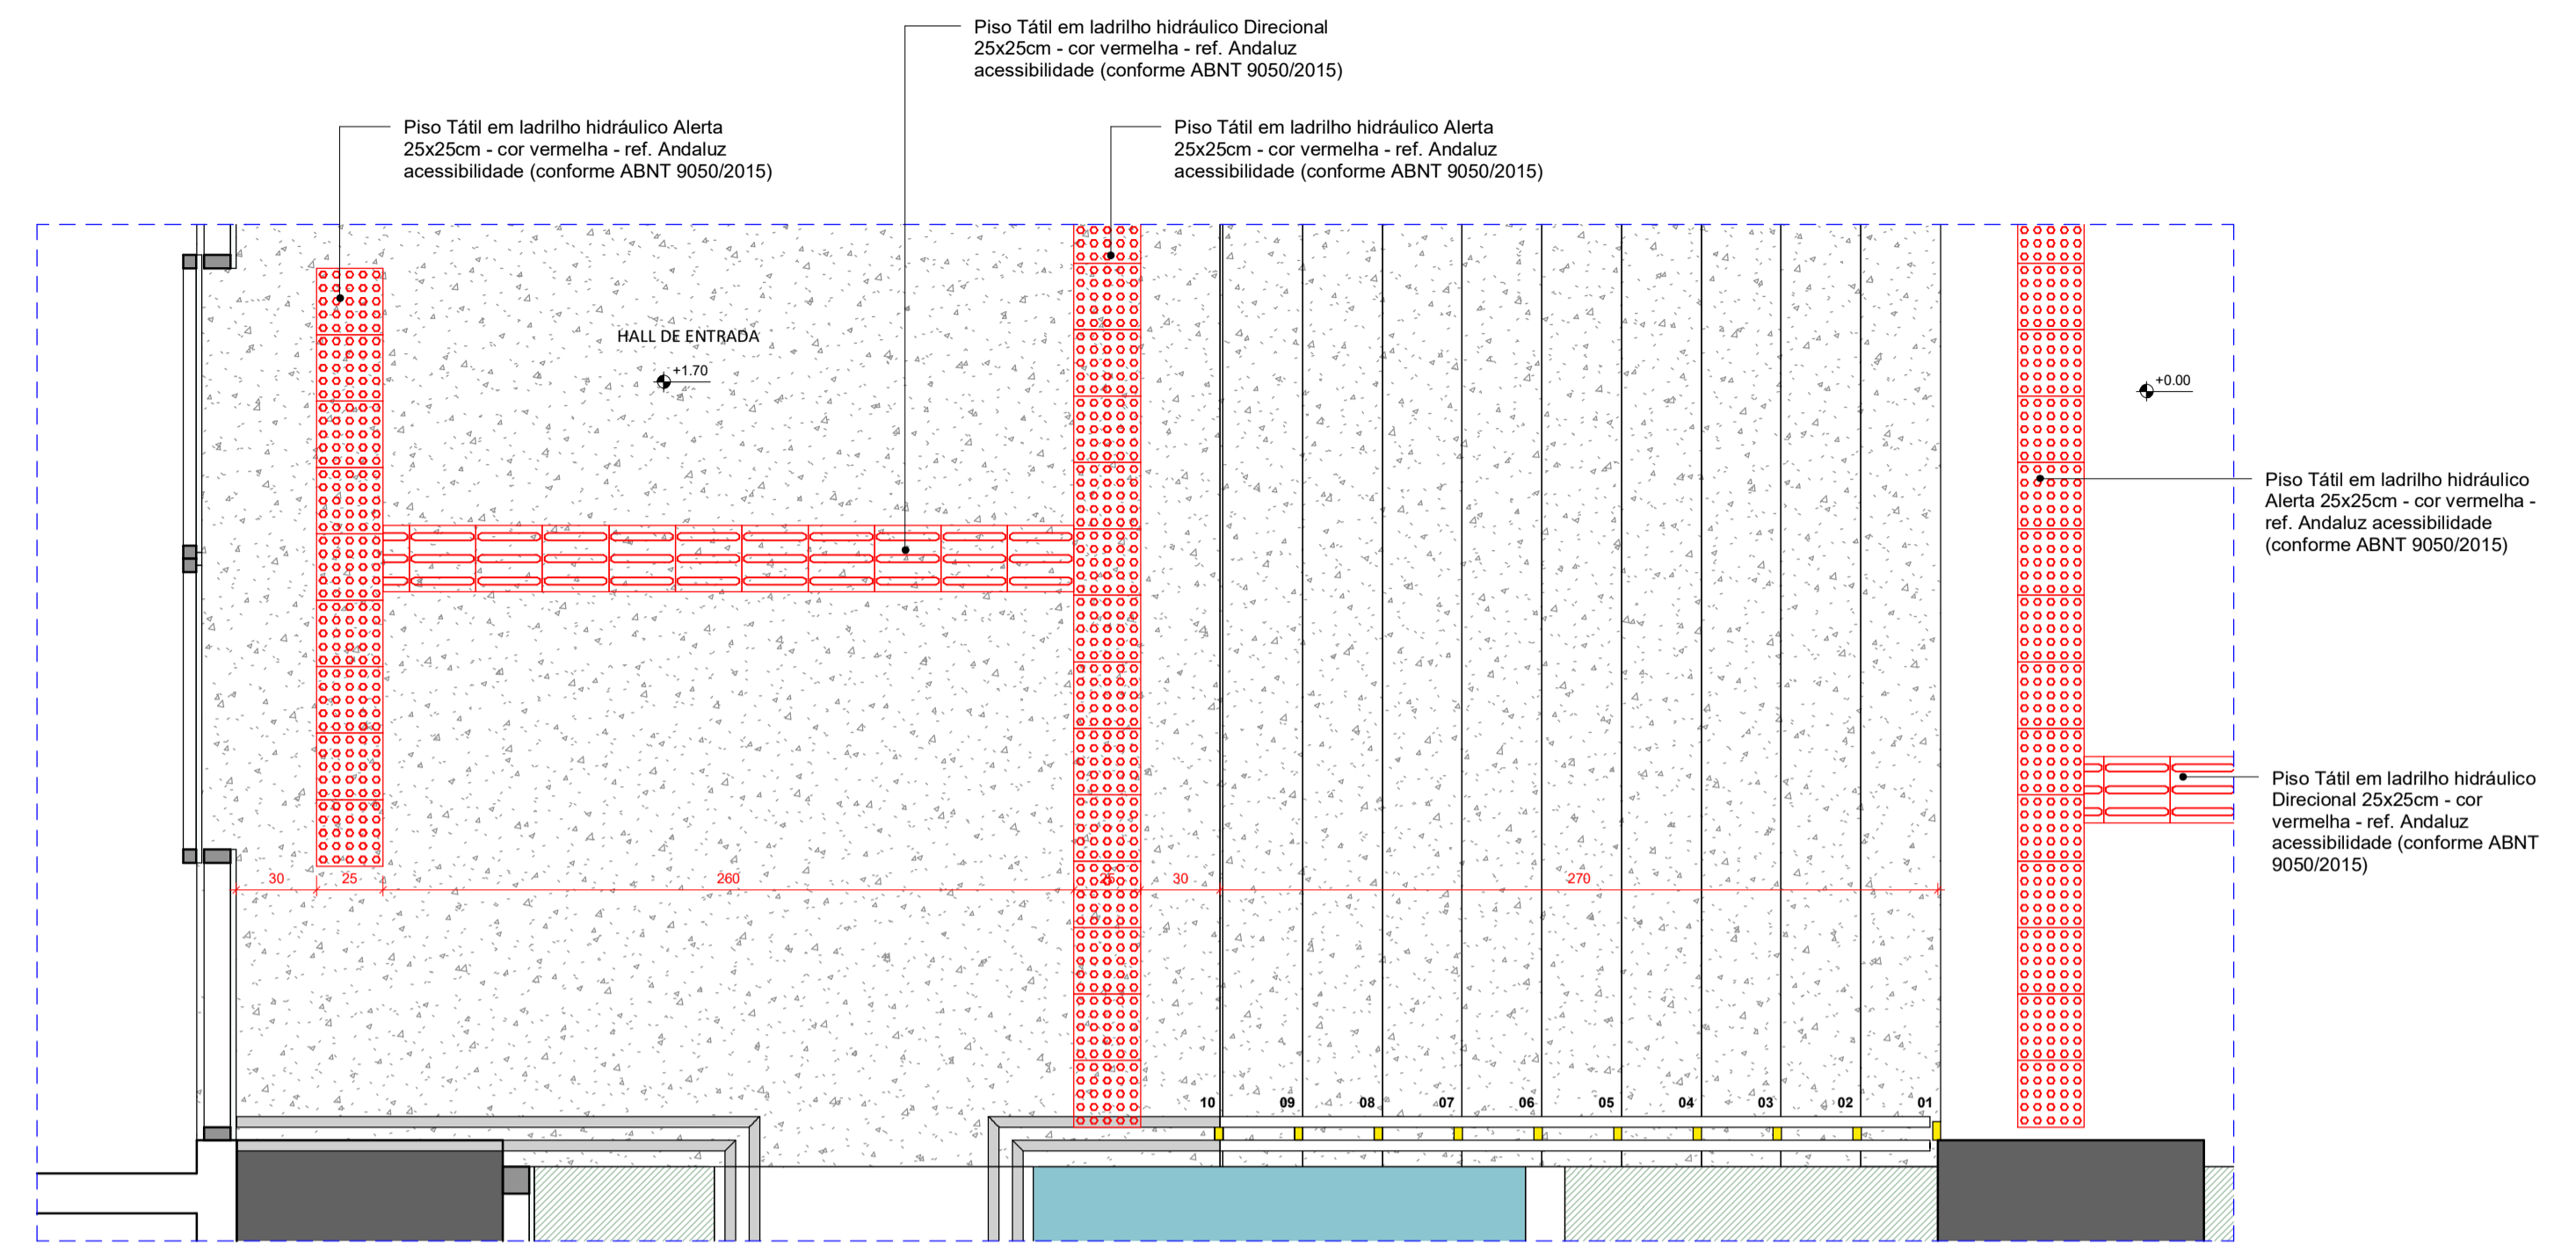 Piso Tátil em ladrilho hidráulico Direcional
25x25cm - cor vermelha - ref. Andaluz
acessibilidade (conforme ABNT 9050/2015)
Piso Tátil em ladrilho hidráulico Alerta
25x25cm - cor vermelha - ref. Andaluz
acessibilidade (conforme ABNT 9050/2015)
Piso Tátil em ladrilho hidráulico Alerta
25x25cm - cor vermelha - ref. Andaluz
acessibilidade (conforme ABNT 9050/2015)
HALL DE ENTRADA
+1.70
+0.00
Piso Tátil em ladrilho hidráulico
Alerta 25x25cm - cor vermelha -
ref. Andaluz acessibilidade
(conforme ABNT 9050/2015)
Piso Tátil em ladrilho hidráulico
Direcional 25x25cm - cor
vermelha - ref. Andaluz
acessibilidade (conforme ABNT
9050/2015)
30 25 260 25 30 270
10 09 08 07 06 05 04 03 02 01